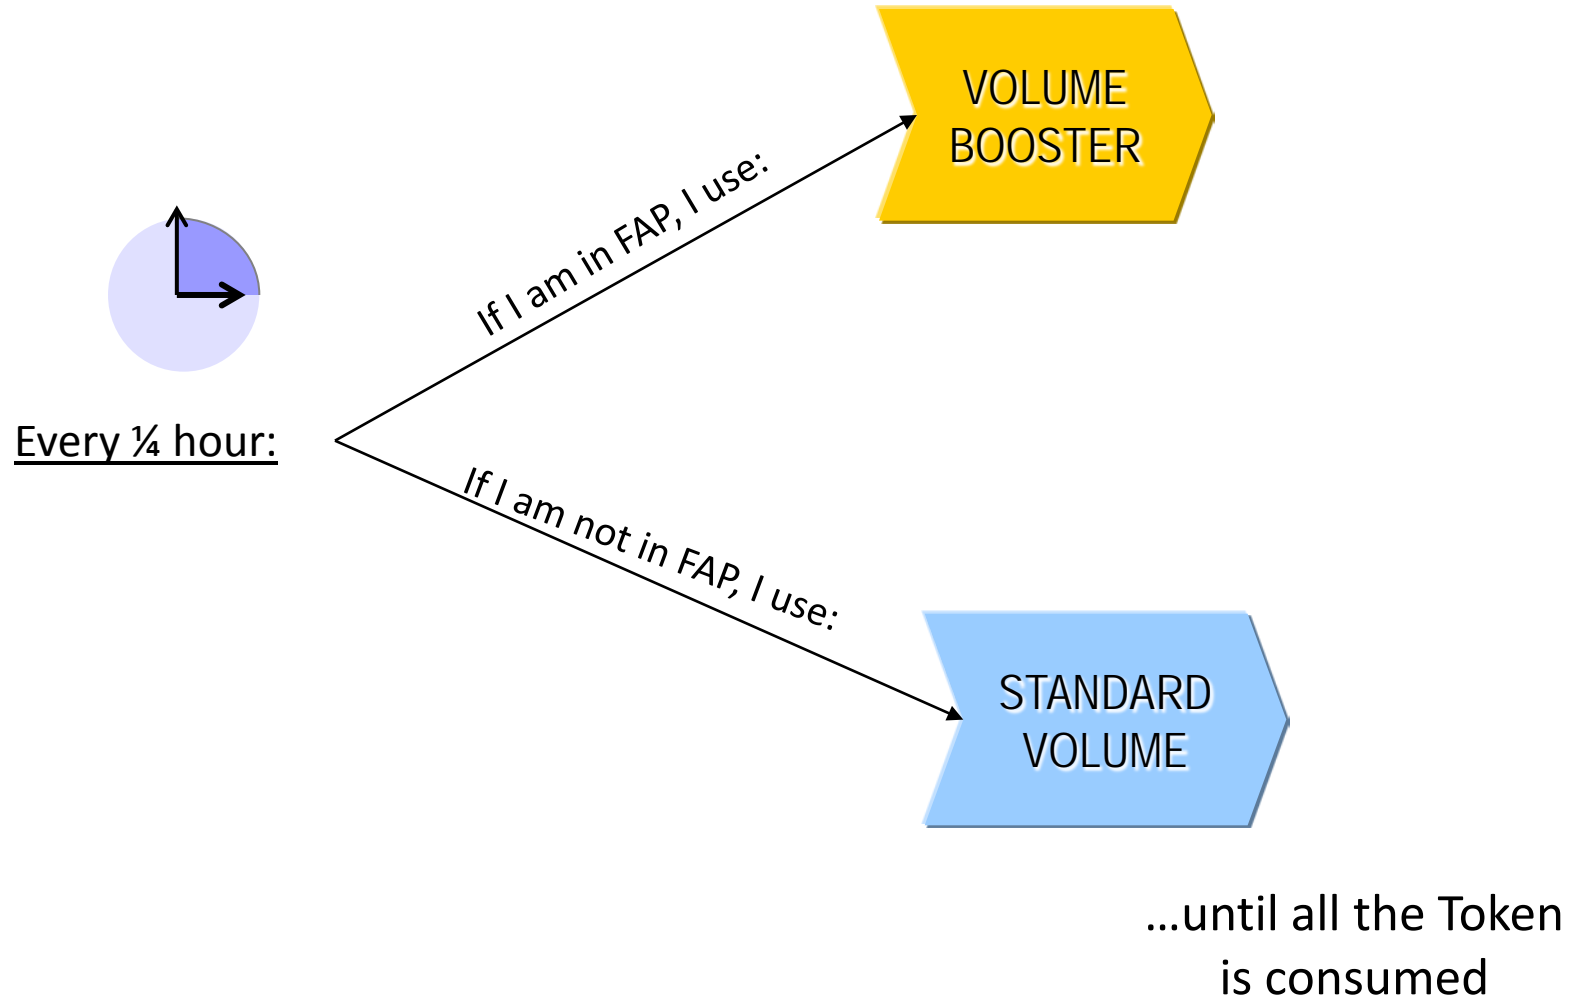 VOLUME
BOOSTER
If I am in FAP, I use:
Every ¼ hour:
If I am not in FAP, I use:
STANDARD
VOLUME
...until all the Token
is consumed